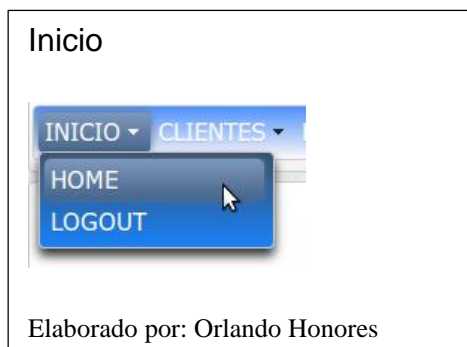 Inicio
INICIO CLIENTES
HOME
LOGOUT
Elaborado por: Orlando Honores